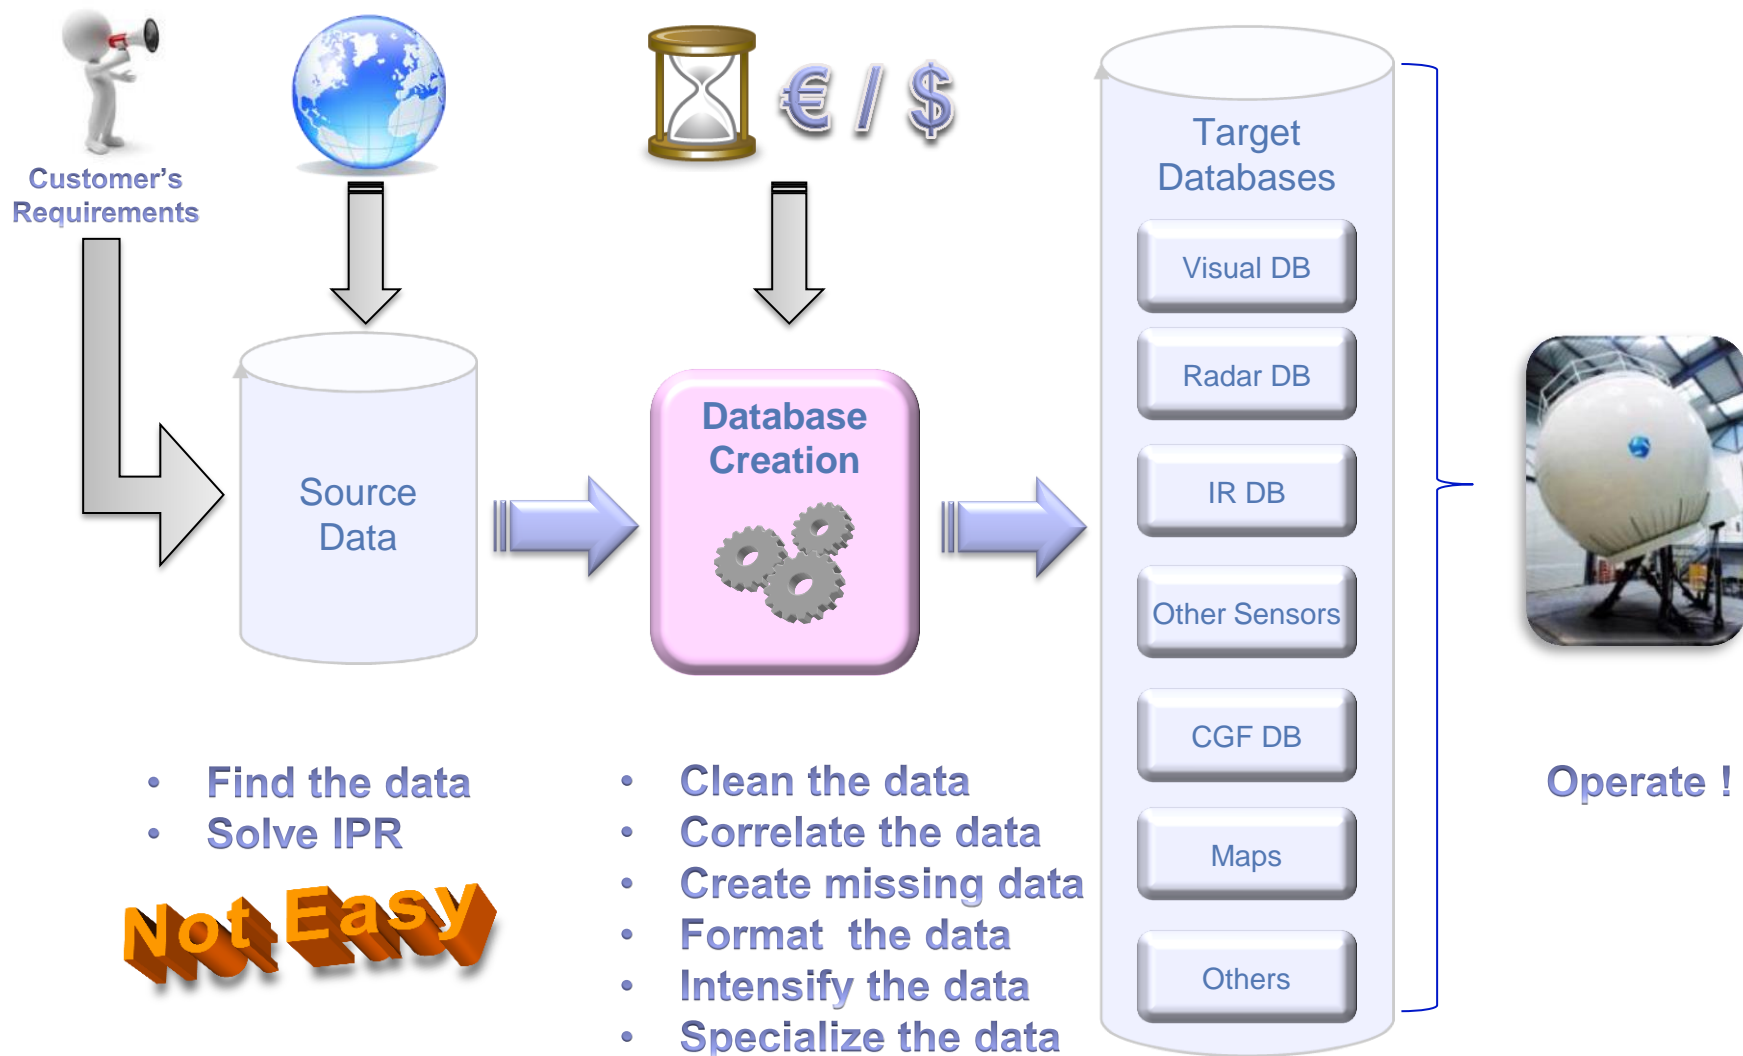 Customer's
Requirements
€ / $
Source
Data
• Find the data
• Solve IPR
Not Easy
Database
Creation
• Clean the data
• Correlate the data
• Create missing data
• Format  the data
• Intensify the data
• Specialize the data
Target
Databases
Visual DB
Radar DB
IR DB
Other Sensors
CGF DB
Maps
Others
Operate !